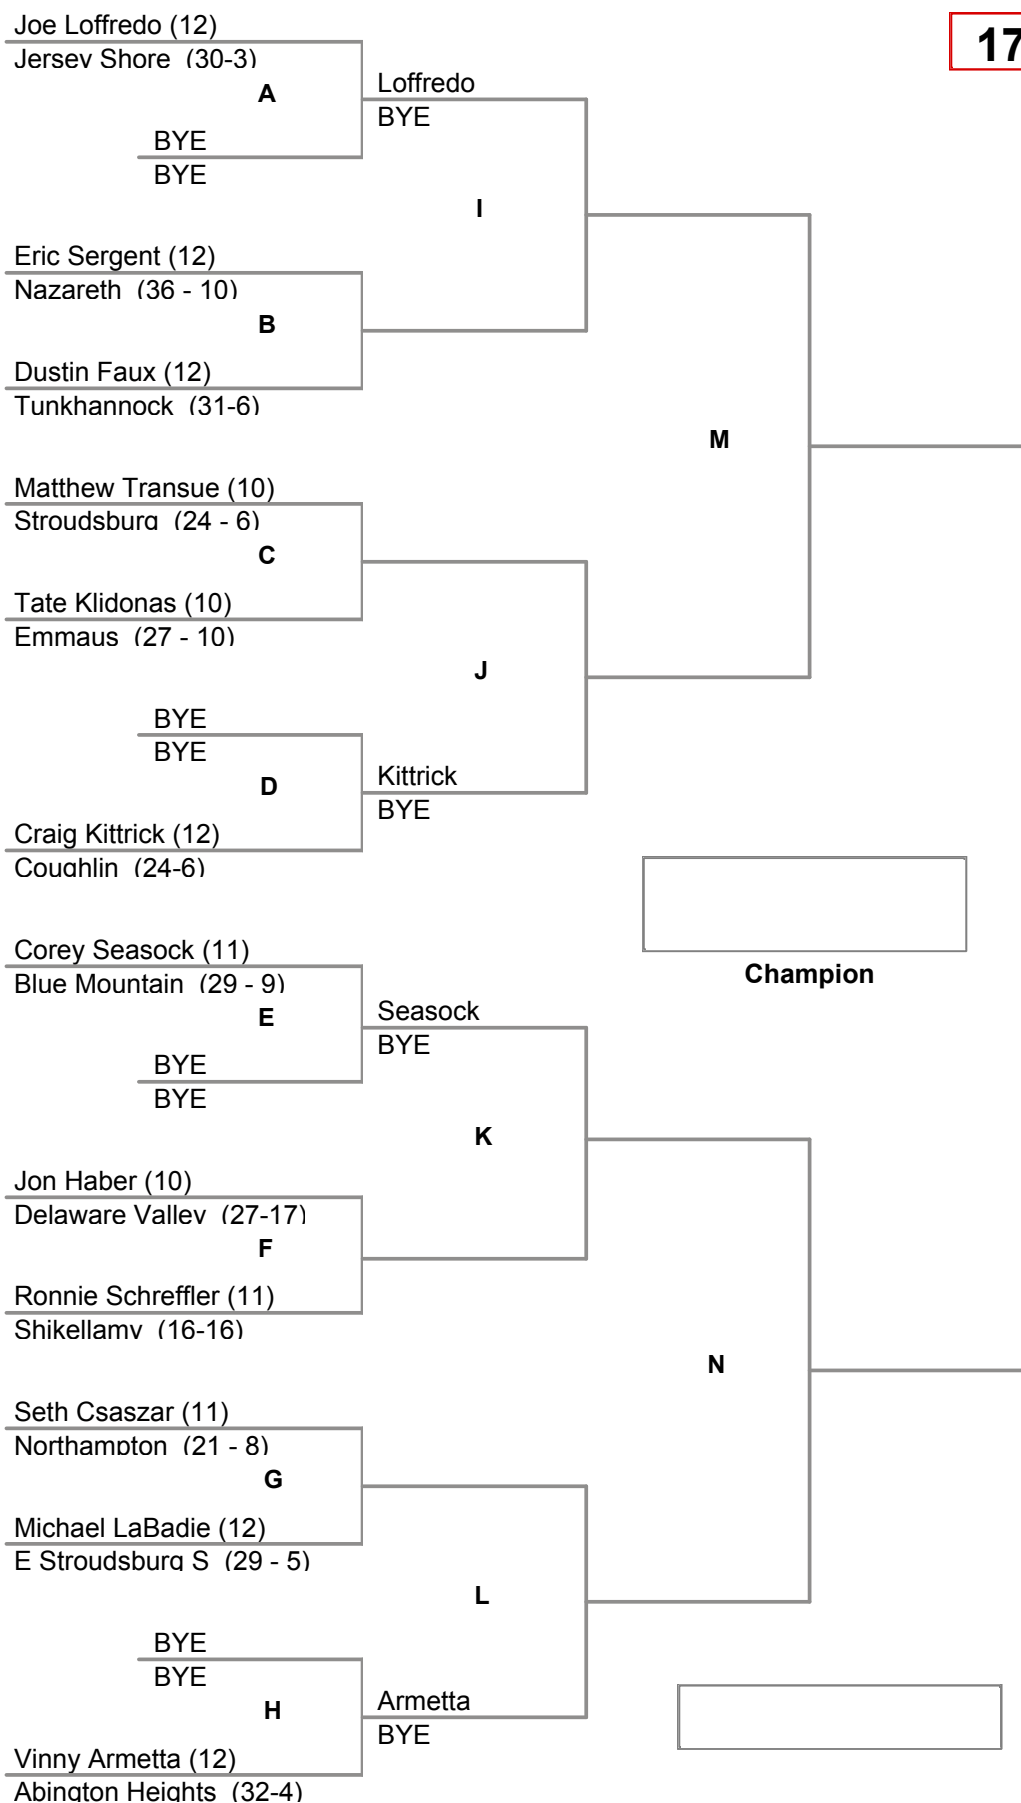 Joe Loffredo (12)
17
Jersey Shore (30-3)
A
Loffredo
BYE
BYE
BYE
I
Eric Sergent (12)
Nazareth (36 - 10)
B
Dustin Faux (12)
Tunkhannock (31-6)
M
Matthew Transue (10)
Stroudsburg (24 - 6)
C
Tate Klidonas (10)
Emmaus (27 - 10)
J
BYE
BYE
D
Kittrick
BYE
Craig Kittrick (12)
Coughlin (24-6)
Corey Seasock (11)
Champion
Blue Mountain (29 - 9)
E
Seasock
BYE
BYE
BYE
K
Jon Haber (10)
Delaware Valley (27-17)
F
Ronnie Schreffler (11)
Shikellamy (16-16)
N
Seth Csaszar (11)
Northampton (21 - 8)
G
Michael LaBadie (12)
E Stroudsburg S (29 - 5)
L
BYE
BYE
H
Armetta
BYE
Vinny Armetta (12)
Abington Heights (32-4)